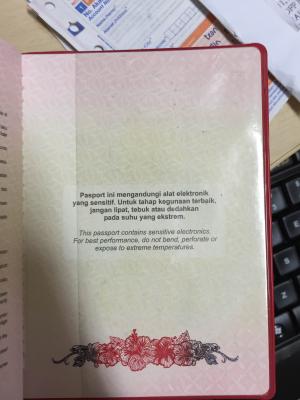 Pasport ini mengandungi alat elektronik
yang sensitif. Untuk tahap kegunaan terbaik,
jangan lipat, tebuk atau dedahkan
pada suhu yang ekstrem.
This passport contains sensitive electronics.
For best performance, do not bend, perforate or
expose to extreme temperatures.